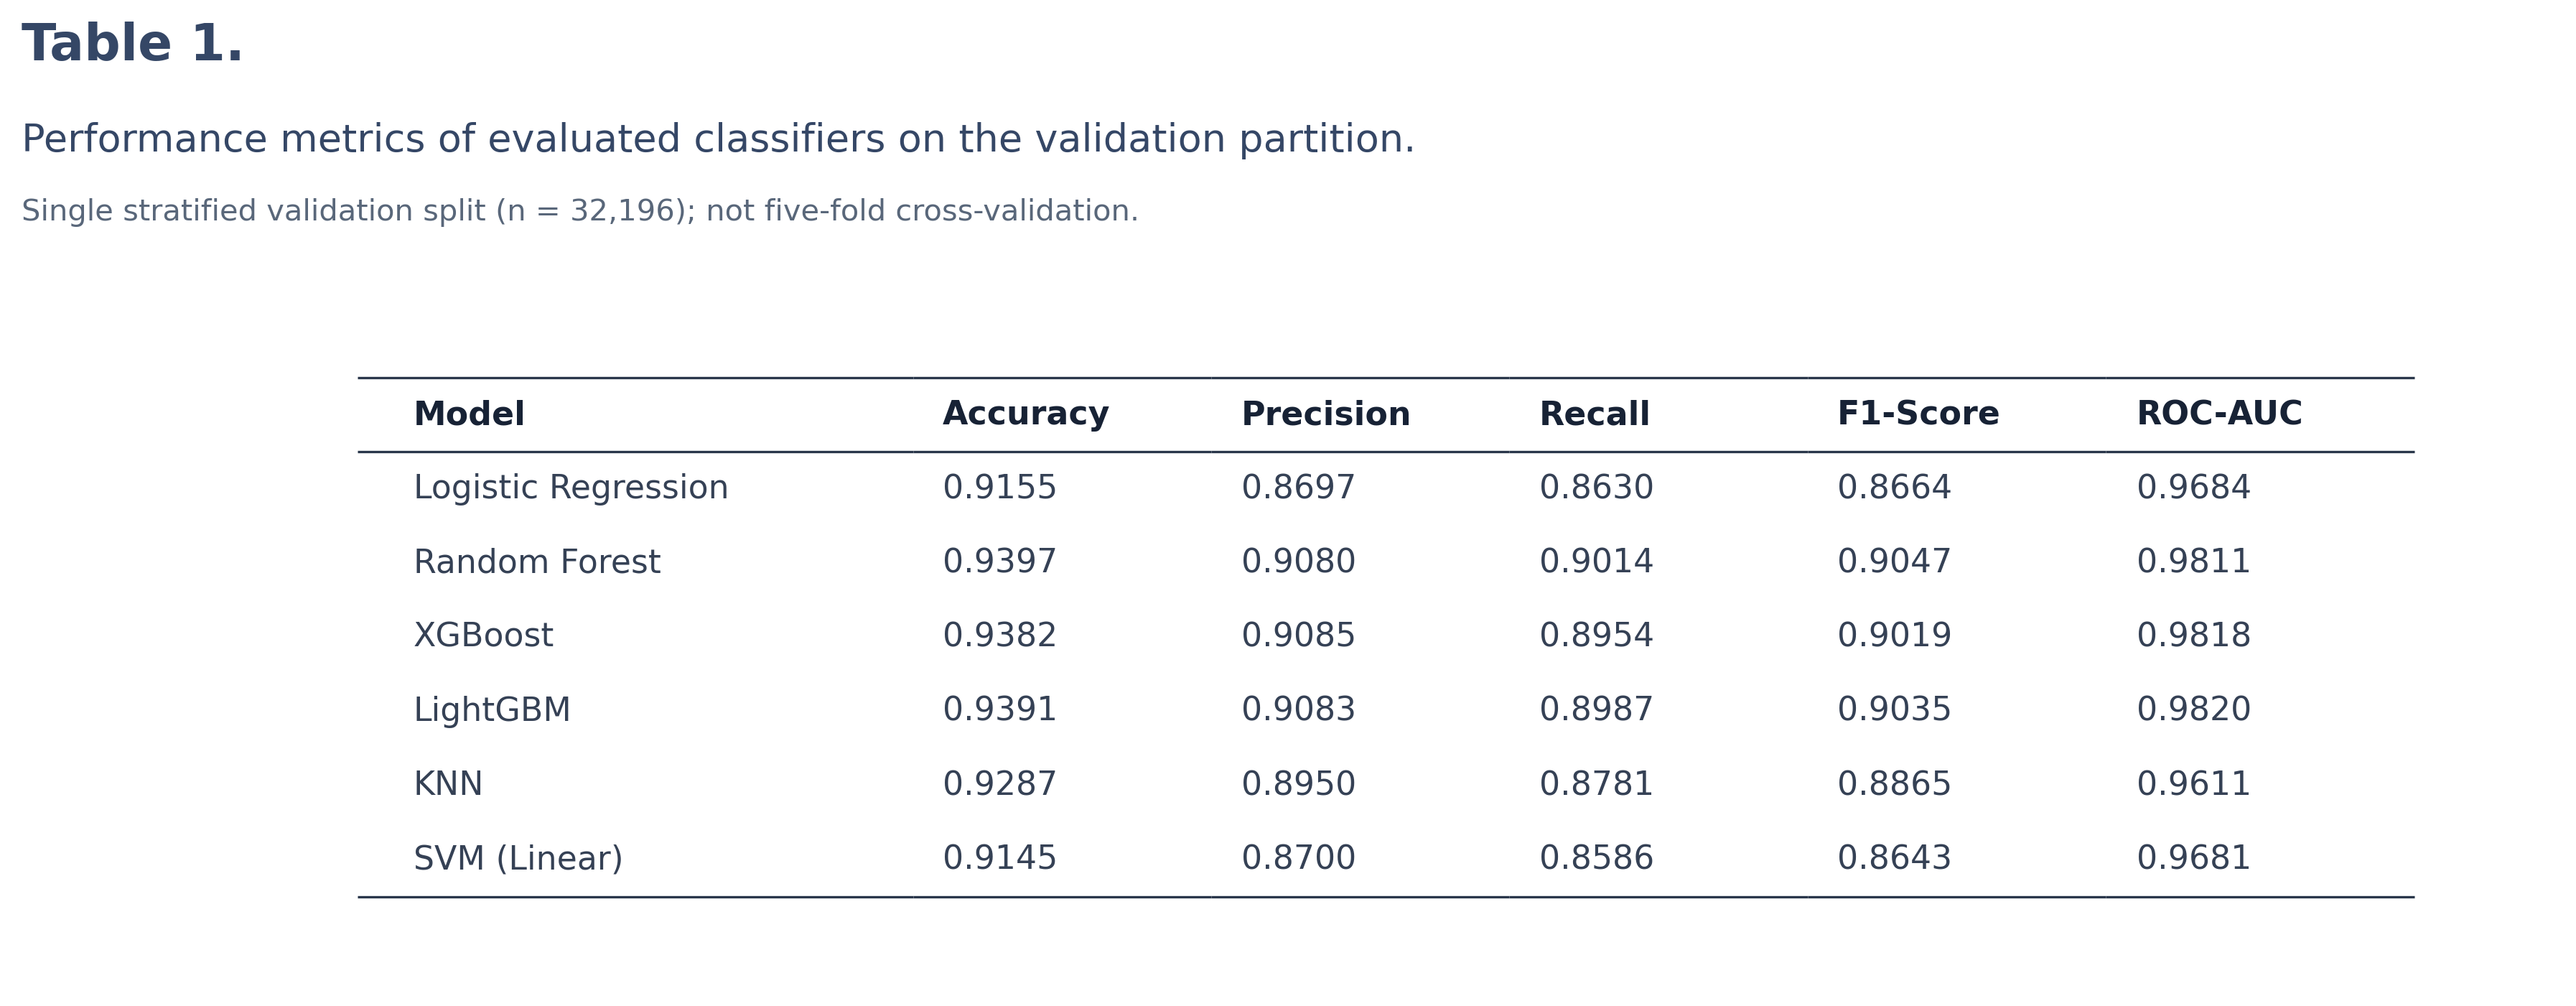 Table 1.
Performance metrics of evaluated classifiers on the validation partition.
Single stratified validation split (n = 32,196); not five-fold cross-validation.
Model Accuracy Precision Recall F1-Score ROC-AUC
Logistic Regression 0.9155 0.8697 0.8630 0.8664 0.9684
Random Forest 0.9397 0.9080 0.9014 0.9047 0.9811
XGBoost 0.9382 0.9085 0.8954 0.9019 0.9818
LightGBM 0.9391 0.9083 0.8987 0.9035 0.9820
KNN 0.9287 0.8950 0.8781 0.8865 0.9611
SVM (Linear) 0.9145 0.8700 0.8586 0.8643 0.9681